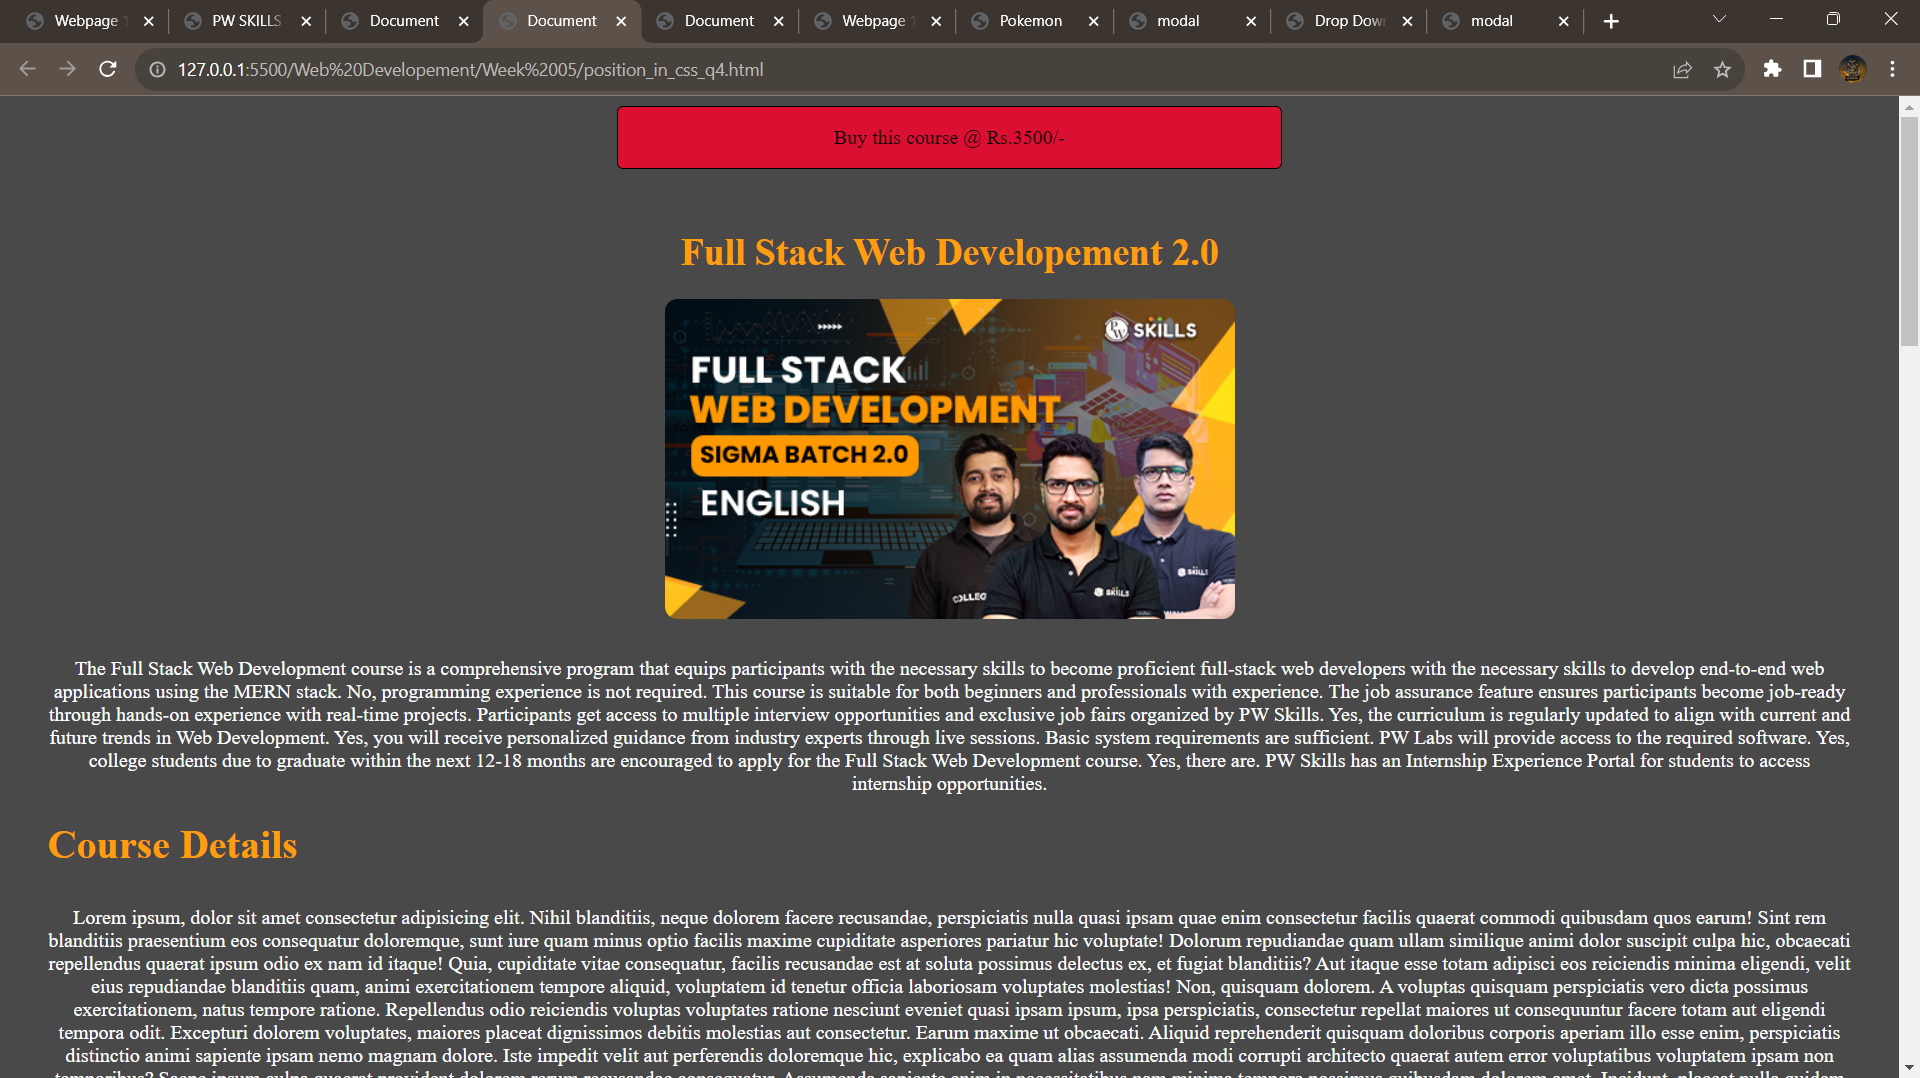 Webpage 1
PW SKILLS
Document
Document
Document
Webpage 1
Pokemon
modal
Drop Dow
modal
127.0.0.1:5500/Web%20Developement/Week%2005/position_in_css_q4.html
Buy this course @ Rs.3500/-
Full Stack Web Developement 2.0
PW SKILLS
FULL STACK
WEB DEVELOPMENT
SIGMA BATCH 2.0
ENGLISH
SKILLS
COLLEG
SKILLS
The Full Stack Web Development course is a comprehensive program that equips participants with the necessary skills to become proficient full-stack web developers with the necessary skills to develop end-to-end web
applications using the MERN stack. No, programming experience is not required. This course is suitable for both beginners and professionals with experience. The job assurance feature ensures participants become job-ready
through hands-on experience with real-time projects. Participants get access to multiple interview opportunities and exclusive job fairs organized by PW Skills. Yes, the curriculum is regularly updated to align with current and
future trends in Web Development. Yes, you will receive personalized guidance from industry experts through live sessions. Basic system requirements are sufficient. PW Labs will provide access to the required software. Yes,
college students due to graduate within the next 12-18 months are encouraged to apply for the Full Stack Web Development course. Yes, there are. PW Skills has an Internship Experience Portal for students to access
internship opportunities.
Course Details
Lorem ipsum, dolor sit amet consectetur adipisicing elit. Nihil blanditiis, neque dolorem facere recusandae, perspiciatis nulla quasi ipsam quae enim consectetur facilis quaerat commodi quibusdam quos earum! Sint rem
blanditiis praesentium eos consequatur doloremque, sunt iure quam minus optio facilis maxime cupiditate asperiores pariatur hic voluptate! Dolorum repudiandae quam ullam similique animi dolor suscipit culpa hic, obcaecati
repellendus quaerat ipsum odio ex nam id itaque! Quia, cupiditate vitae consequatur, facilis recusandae est at soluta possimus delectus ex, et fugiat blanditiis? Aut itaque esse totam adipisci eos reiciendis minima eligendi, velit
eius repudiandae blanditiis quam, animi exercitationem tempore aliquid, voluptatem id tenetur officia laboriosam voluptates molestias! Non, quisquam dolorem. A voluptas quisquam perspiciatis vero dicta possimus
exercitationem, natus tempore ratione. Repellendus odio reiciendis voluptas voluptates ratione nesciunt eveniet quasi ipsam ipsum, ipsa perspiciatis, consectetur repellat maiores ut consequuntur facere totam aut eligendi
tempora odit. Excepturi dolorem voluptates, maiores placeat dignissimos debitis molestias aut consectetur. Earum maxime ut obcaecati. Aliquid reprehenderit quisquam doloribus corporis aperiam illo esse enim, perspiciatis
distinctio animi sapiente ipsam nemo magnam dolore. Iste impedit velit aut perferendis doloremque hic, explicabo ea quam alias assumenda modi corrupti architecto quaerat autem error voluptatibus voluptatem ipsam non